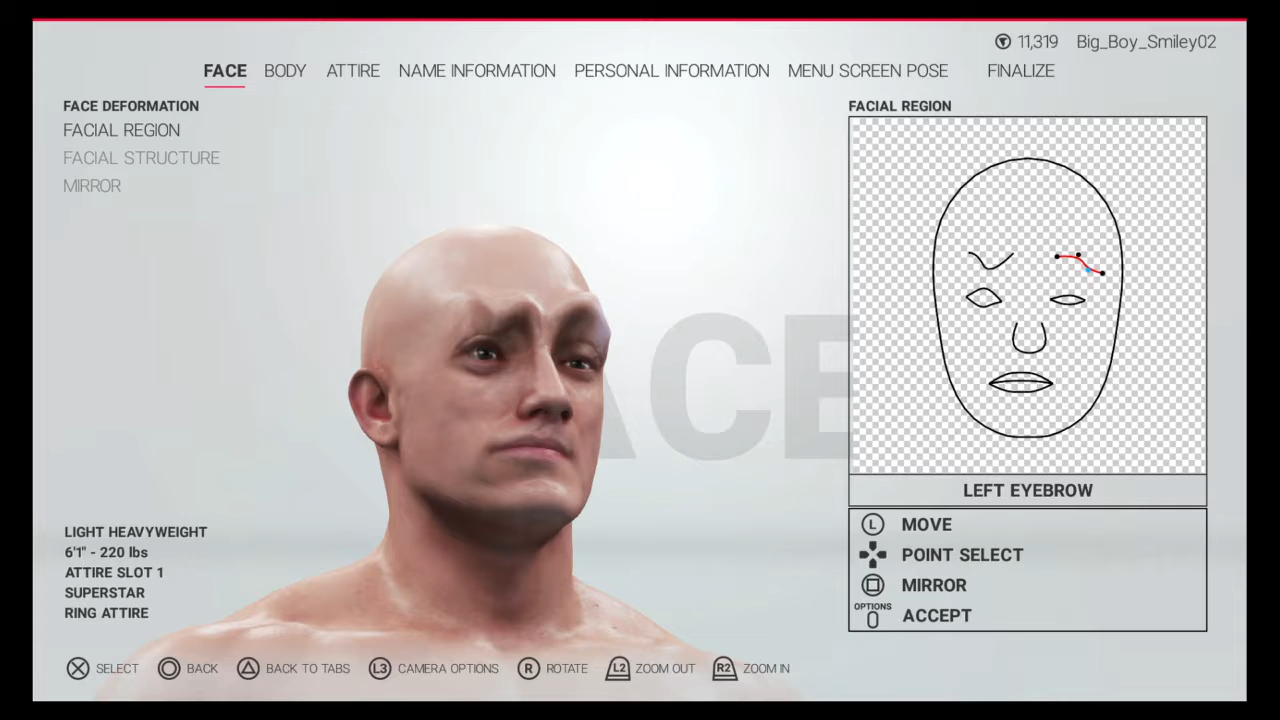 11,319 Big_Boy_Smiley02
FACE BODY ATTIRE NAME INFORMATION PERSONAL INFORMATION MENU SCREEN POSE FINALIZE
FACE DEFORMATION
FACIAL REGION
FACIAL STRUCTURE
MIRROR
FACIAL REGION
ACE
LEFT EYEBROW
L MOVE
POINT SELECT
MIRROR
OPTIONS ACCEPT
LIGHT HEAVYWEIGHT
6'1" - 220 lbs
ATTIRE SLOT 1
SUPERSTAR
RING ATTIRE
SELECT BACK BACK TO TABS L3 CAMERA OPTIONS R ROTATE L2 ZOOM OUT R2 ZOOM IN